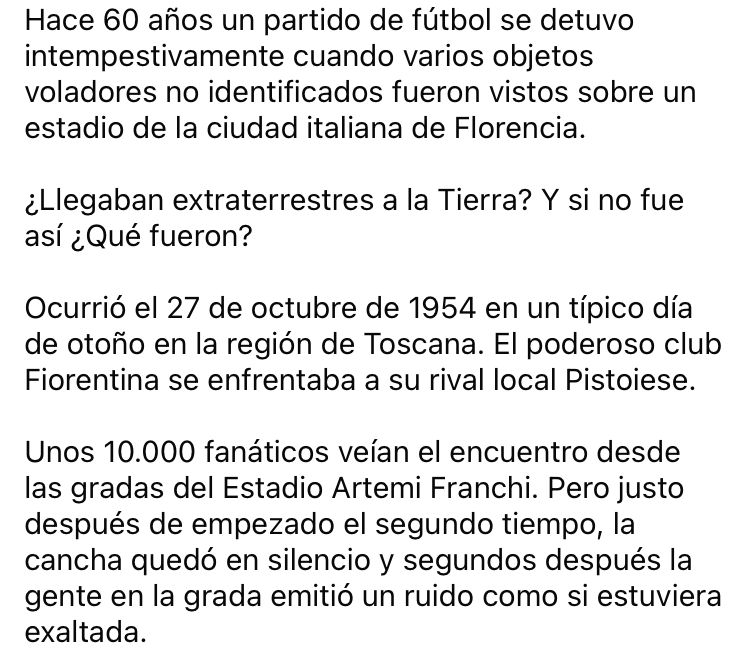 Hace 60 años un partido de fútbol se detuvo
intempestivamente cuando varios objetos
voladores no identificados fueron vistos sobre un
estadio de la ciudad italiana de Florencia.
¿Llegaban extraterrestres a la Tierra? Y si no fue
así ¿Qué fueron?
Ocurrió el 27 de octubre de 1954 en un típico día
de otoño en la región de Toscana. El poderoso club
Fiorentina se enfrentaba a su rival local Pistoiese.
Unos 10.000 fanáticos veían el encuentro desde
las gradas del Estadio Artemi Franchi. Pero justo
después de empezado el segundo tiempo, la
cancha quedó en silencio y segundos después la
gente en la grada emitió un ruido como si estuviera
exaltada.